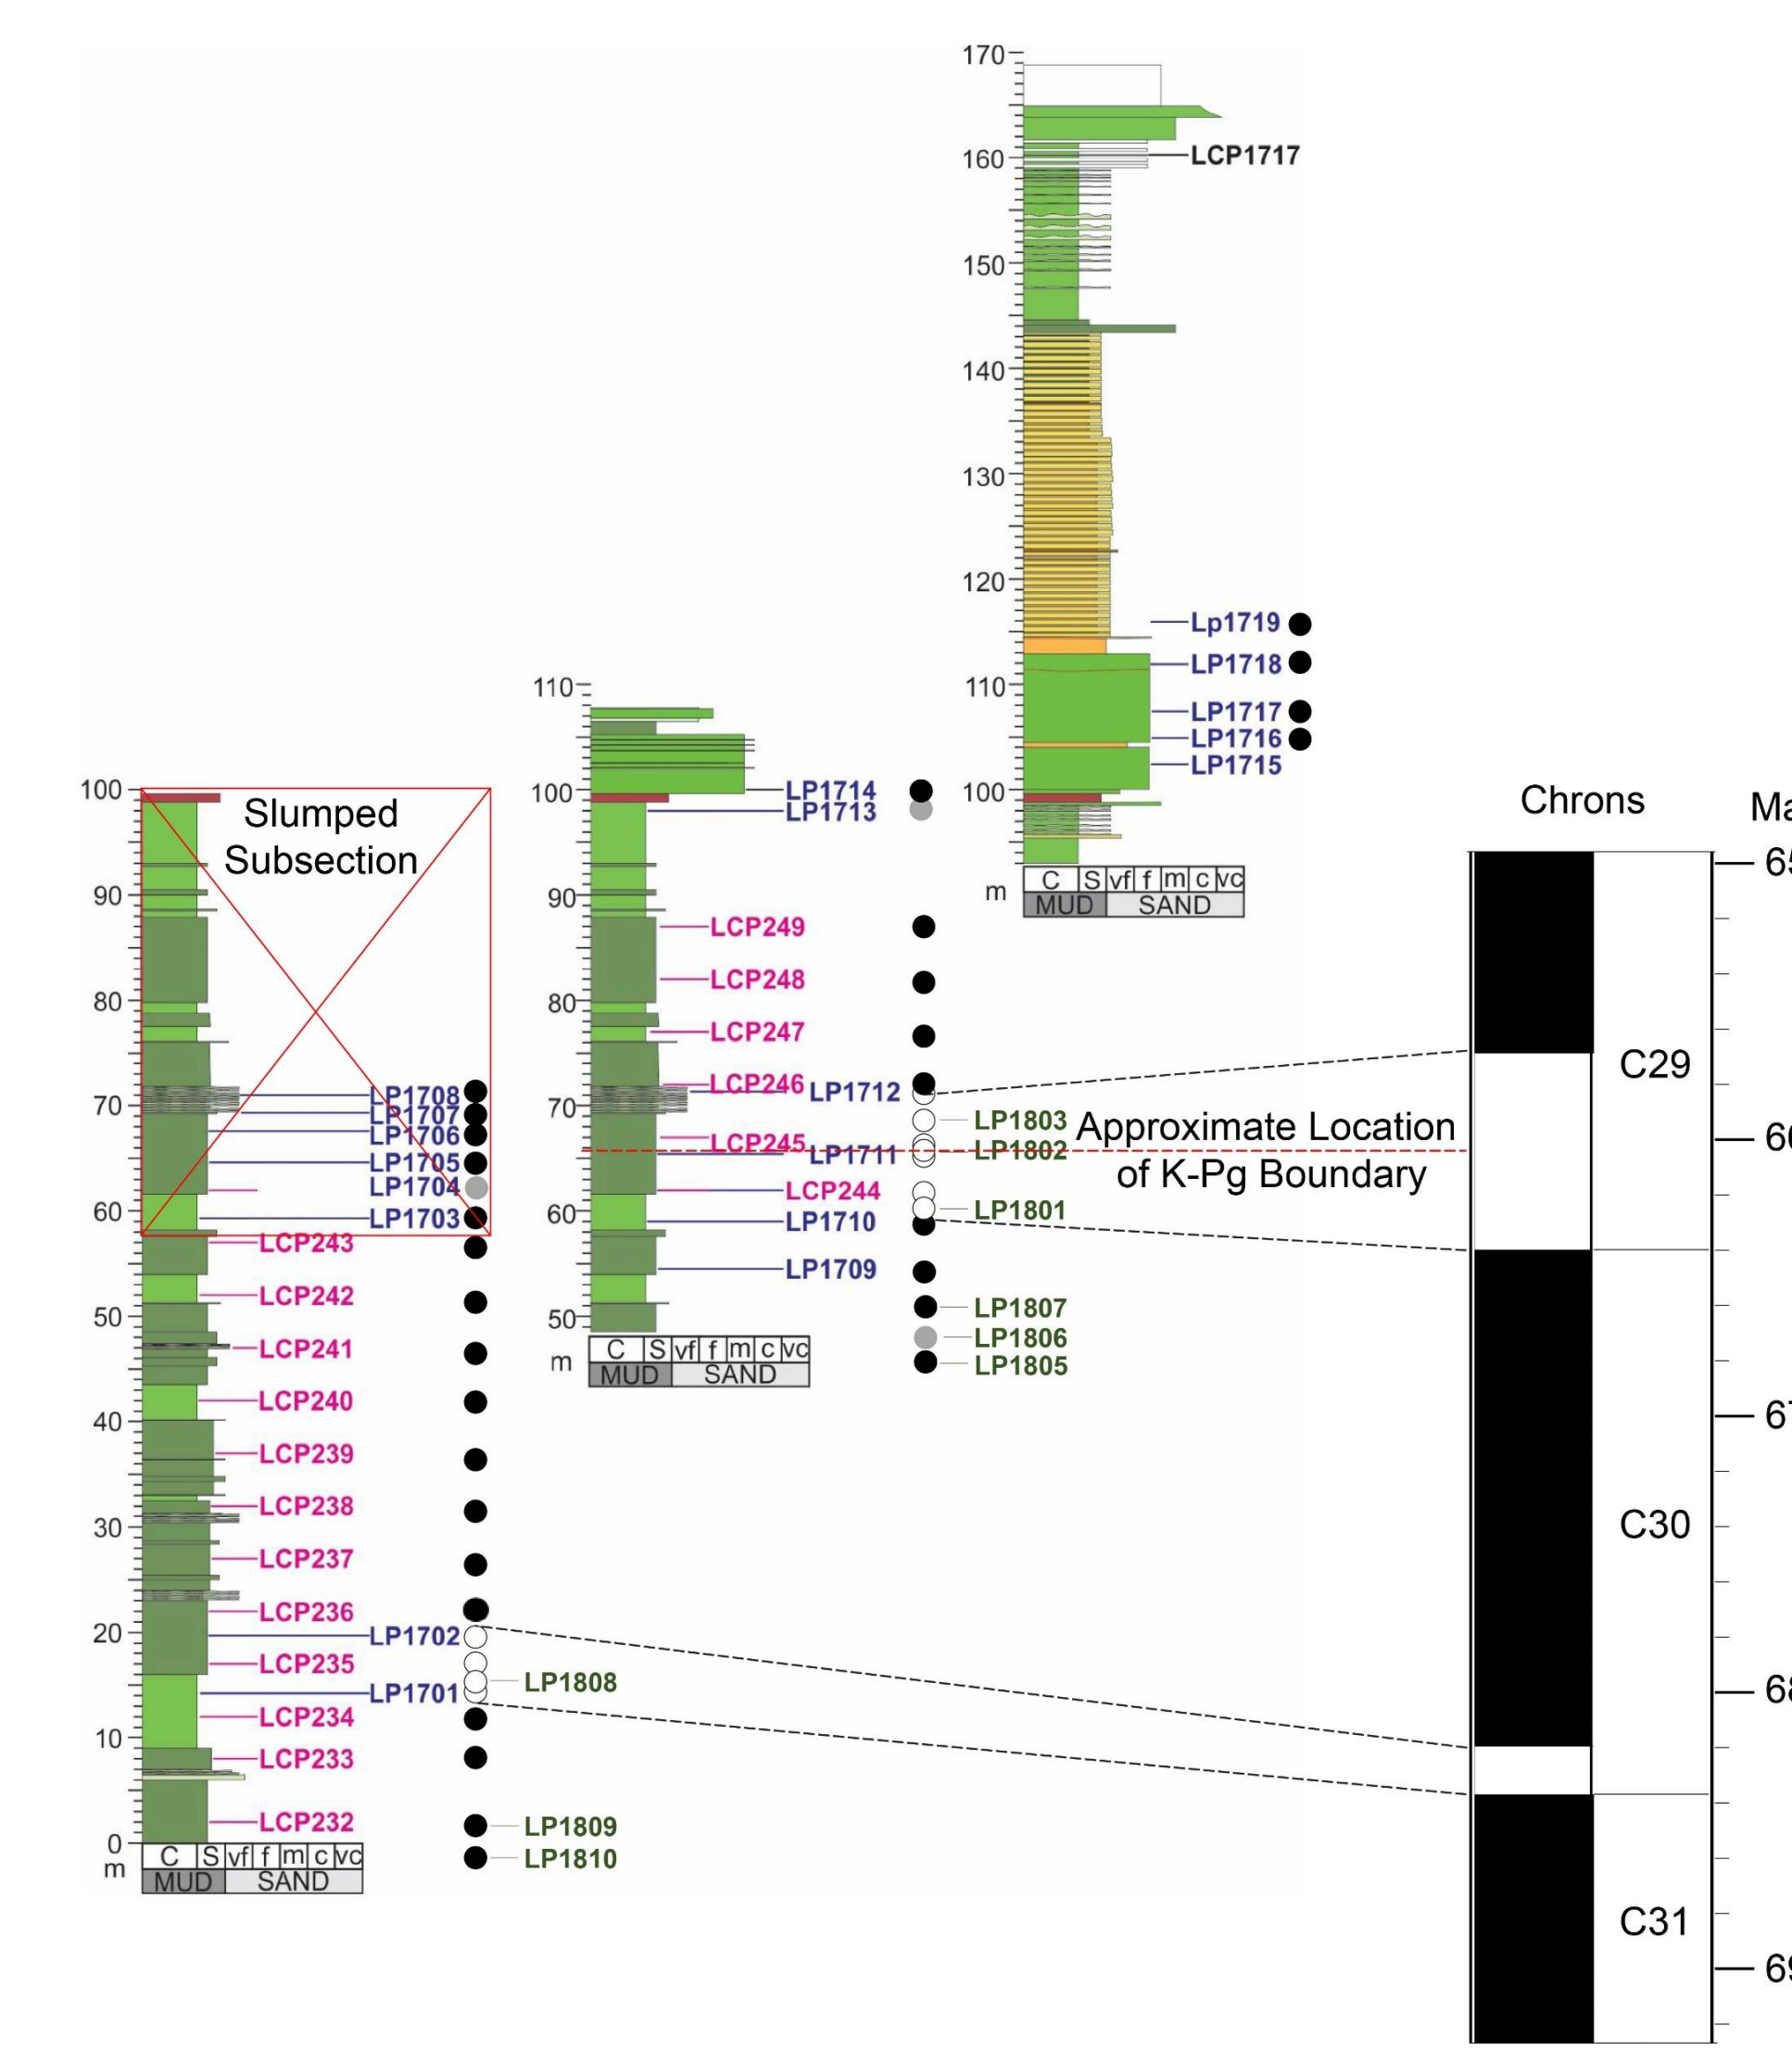 170
160
150
140
130
120
110
100
m
C S vf f m c vc
MUD SAND
LCP1717
Lp1719
LP1718
LP1717
LP1716
LP1715
110
100
90
80
70
60
50
m
C S vf f m c vc
MUD SAND
LP1714
LP1713
LCP249
LCP248
LCP247
LCP246
LP1712
LP1803
LCP245
LP1711
LP1802
LCP244
LP1801
LP1710
LP1709
LP1807
LP1806
LP1805
Approximate Location
of K-Pg Boundary
100
90
80
70
60
50
40
30
20
10
0
m
C S vf f m c vc
MUD SAND
Slumped
Subsection
LP1708
LP1707
LP1706
LP1705
LP1704
LP1703
LCP243
LCP242
LCP241
LCP240
LCP239
LCP238
LCP237
LCP236
LP1702
LCP235
LP1808
LP1701
LCP234
LCP233
LCP232
LP1809
LP1810
Chrons
C29
C30
C31
Ma